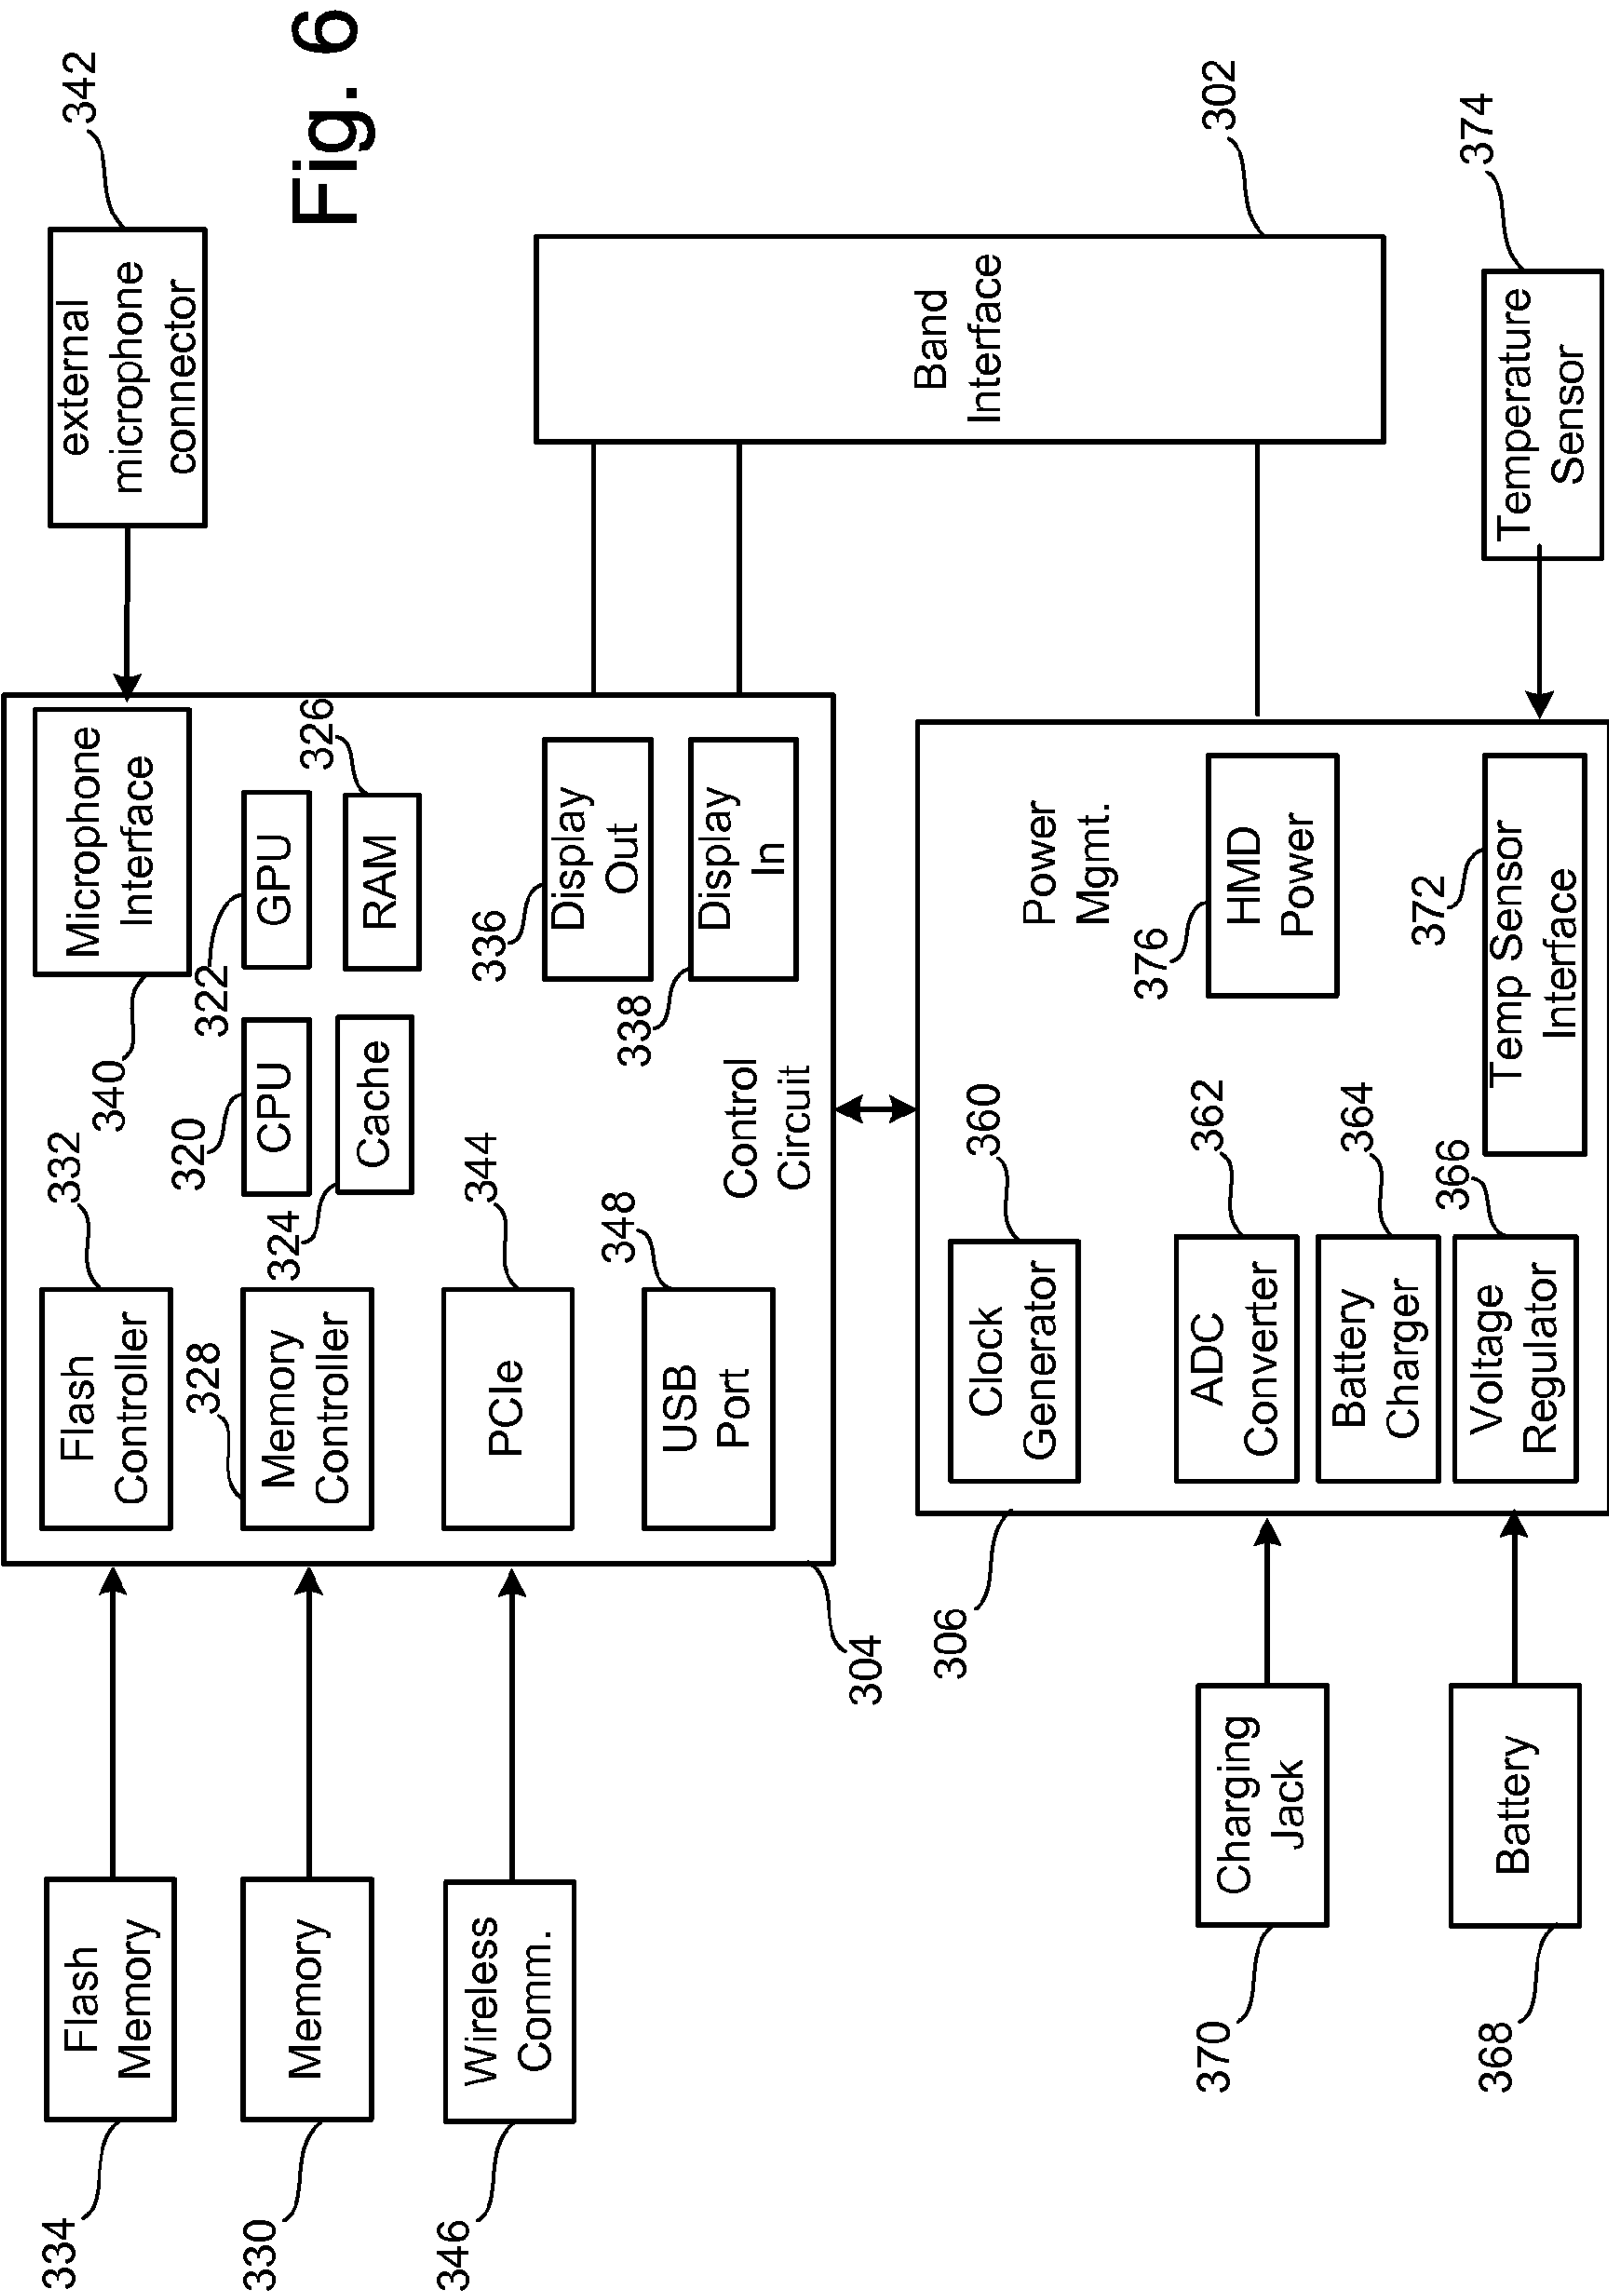 334
Flash
Memory
330
Memory
346
Wireless
Comm.
332
Flash
Controller
328
Memory
Controller
344
PCIe
348
USB
Port
340
Microphone
Interface
320
CPU
322
GPU
324
Cache
326
RAM
336
Display
Out
338
Display
In
Control
Circuit
304
342
external
microphone
connector
Fig. 6
Band
Interface
302
306
Power
Mgmt.
360
Clock
Generator
362
ADC
Converter
364
Battery
Charger
366
Voltage
Regulator
376
HMD
Power
372
Temp Sensor
Interface
370
Charging
Jack
368
Battery
374
Temperature
Sensor